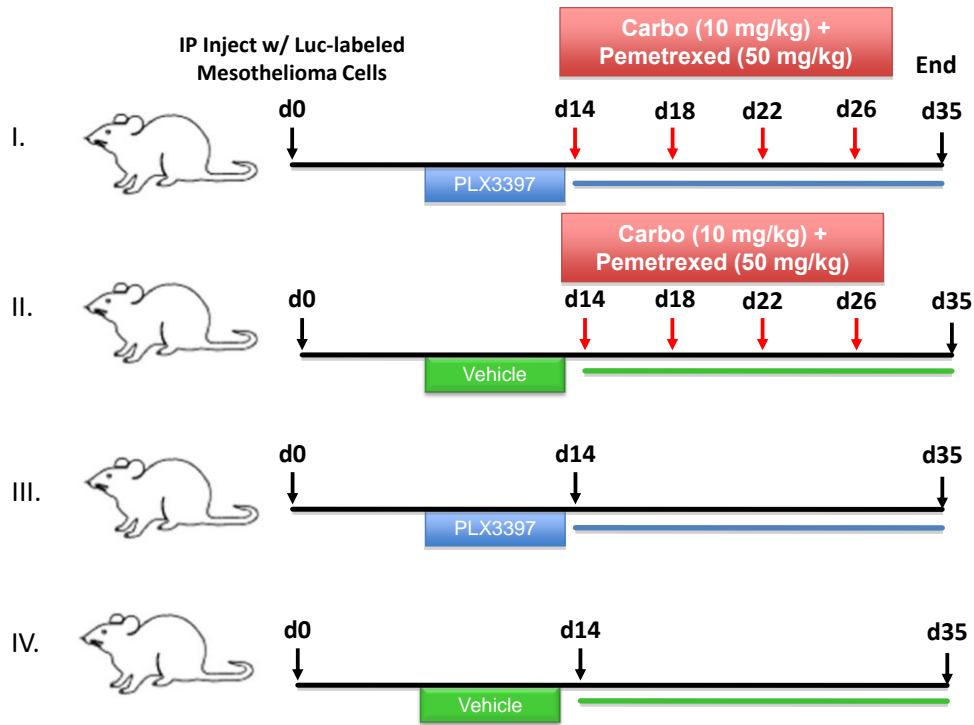 IP Inject w/ Luc-labeled
Mesothelioma Cells
Carbo (10 mg/kg) +
Pemetrexed (50 mg/kg)
End
I.
d0
d14
d18
d22
d26
d35
PLX3397
Carbo (10 mg/kg) +
Pemetrexed (50 mg/kg)
II.
d0
d14
d18
d22
d26
d35
Vehicle
III.
d0
d14
d35
PLX3397
IV.
d0
d14
d35
Vehicle